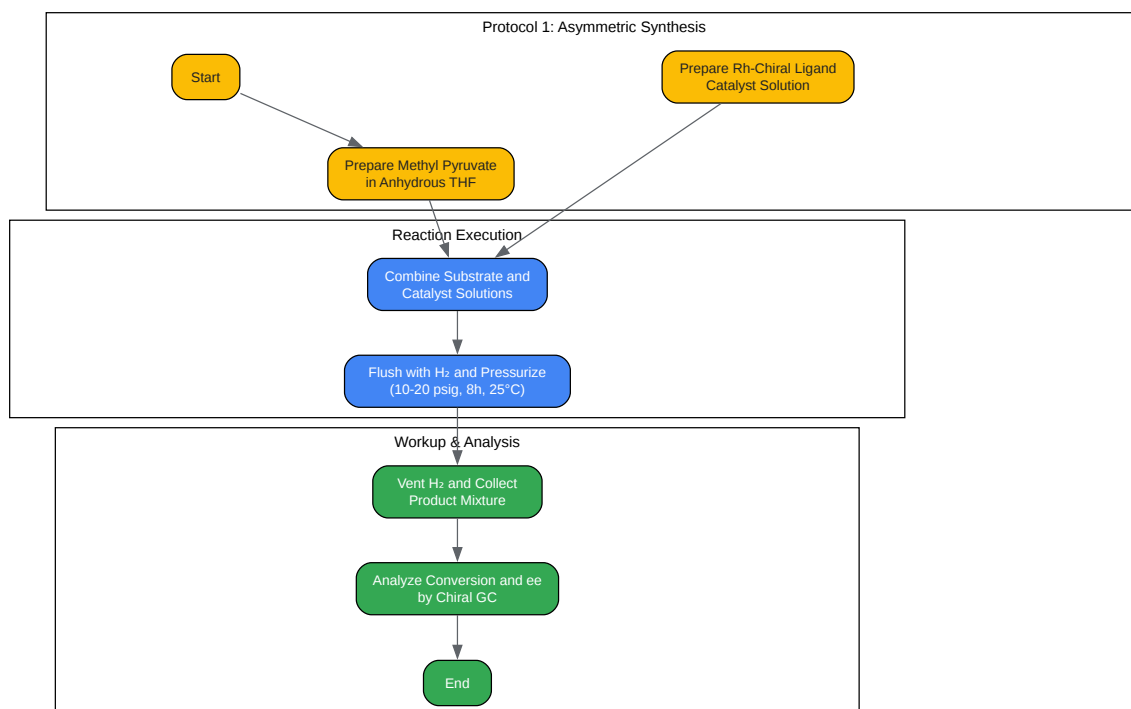 Protocol 1: Asymmetric Synthesis
Start
Prepare Rh-Chiral Ligand
Catalyst Solution
Prepare Methyl Pyruvate
in Anhydrous THF
Reaction Execution
Combine Substrate and
Catalyst Solutions
Flush with H₂ and Pressurize
(10-20 psig, 8h, 25°C)
Workup & Analysis
Vent H₂ and Collect
Product Mixture
Analyze Conversion and ee
by Chiral GC
End